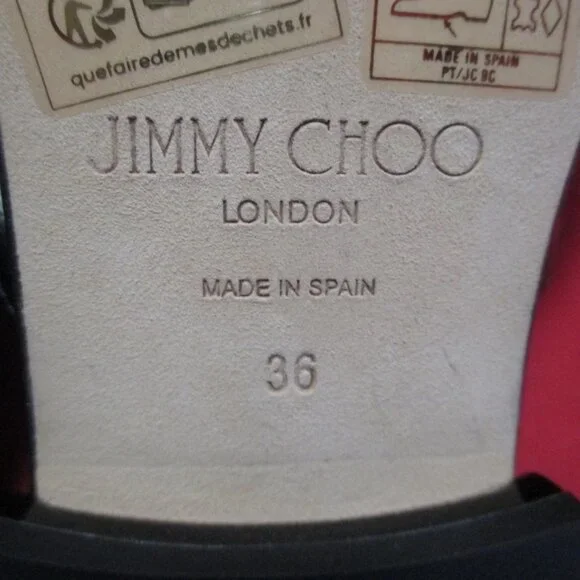 quefairedemesdechets.fr
MADE IN SPAIN
PT/JC 9C
JIMMY CHOO
LONDON
MADE IN SPAIN
36